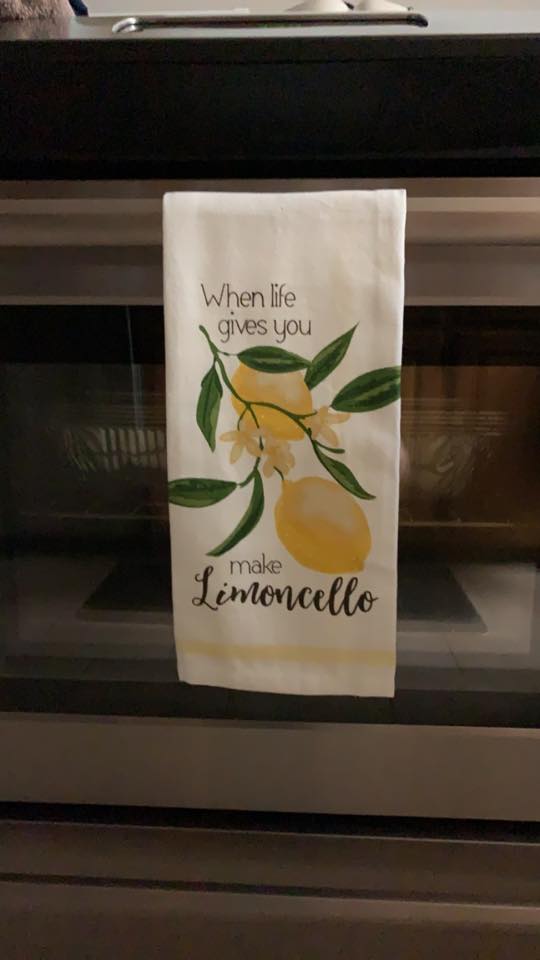 When life
gives you
make
Limoncello